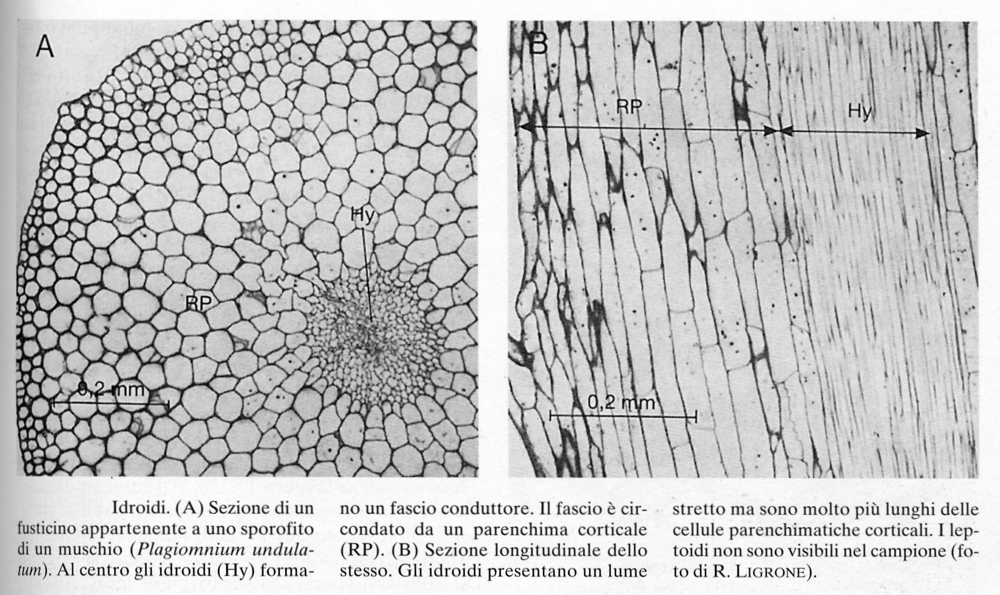 A
Hy
RP
0,2 mm
B
RP
Hy
0,2 mm
Idroidi. (A) Sezione di un
fusticino appartenente a uno sporofito
di un muschio (Plagiomnium undula-
tum). Al centro gli idroidi (Hy) forma-
no un fascio conduttore. Il fascio è cir-
condato da un parenchima corticale
(RP). (B) Sezione longitudinale dello
stesso. Gli idroidi presentano un lume
stretto ma sono molto più lunghi delle
cellule parenchimatiche corticali. I lep-
toidi non sono visibili nel campione (fo-
to di R. LIGRONE).